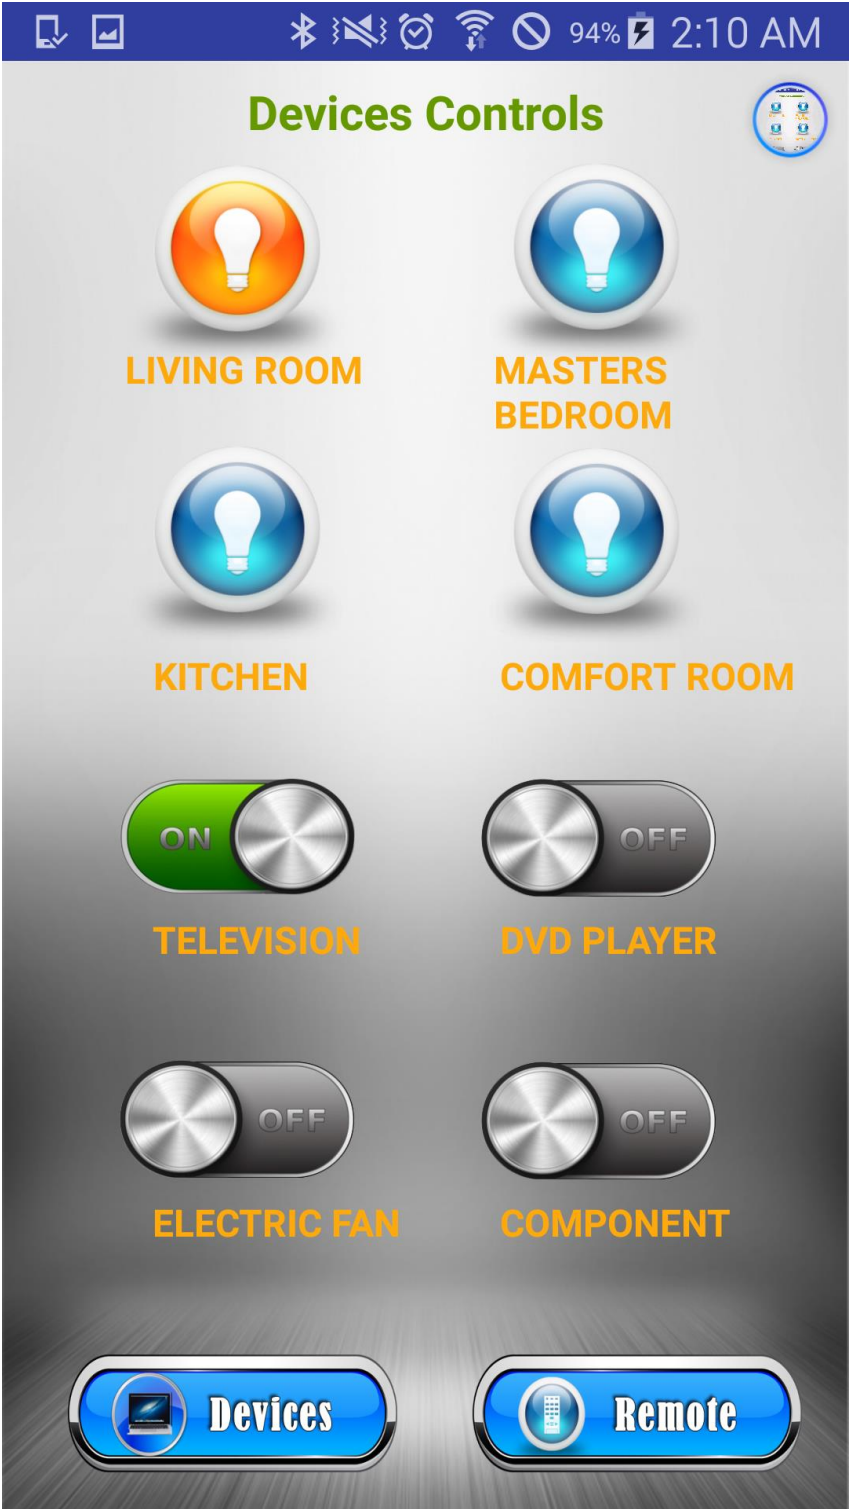 94% 2:10 AM
Devices Controls
LIVING ROOM
MASTERS
BEDROOM
KITCHEN
COMFORT ROOM
ON
OFF
TELEVISION
DVD PLAYER
OFF
OFF
ELECTRIC FAN
COMPONENT
Devices
Remote